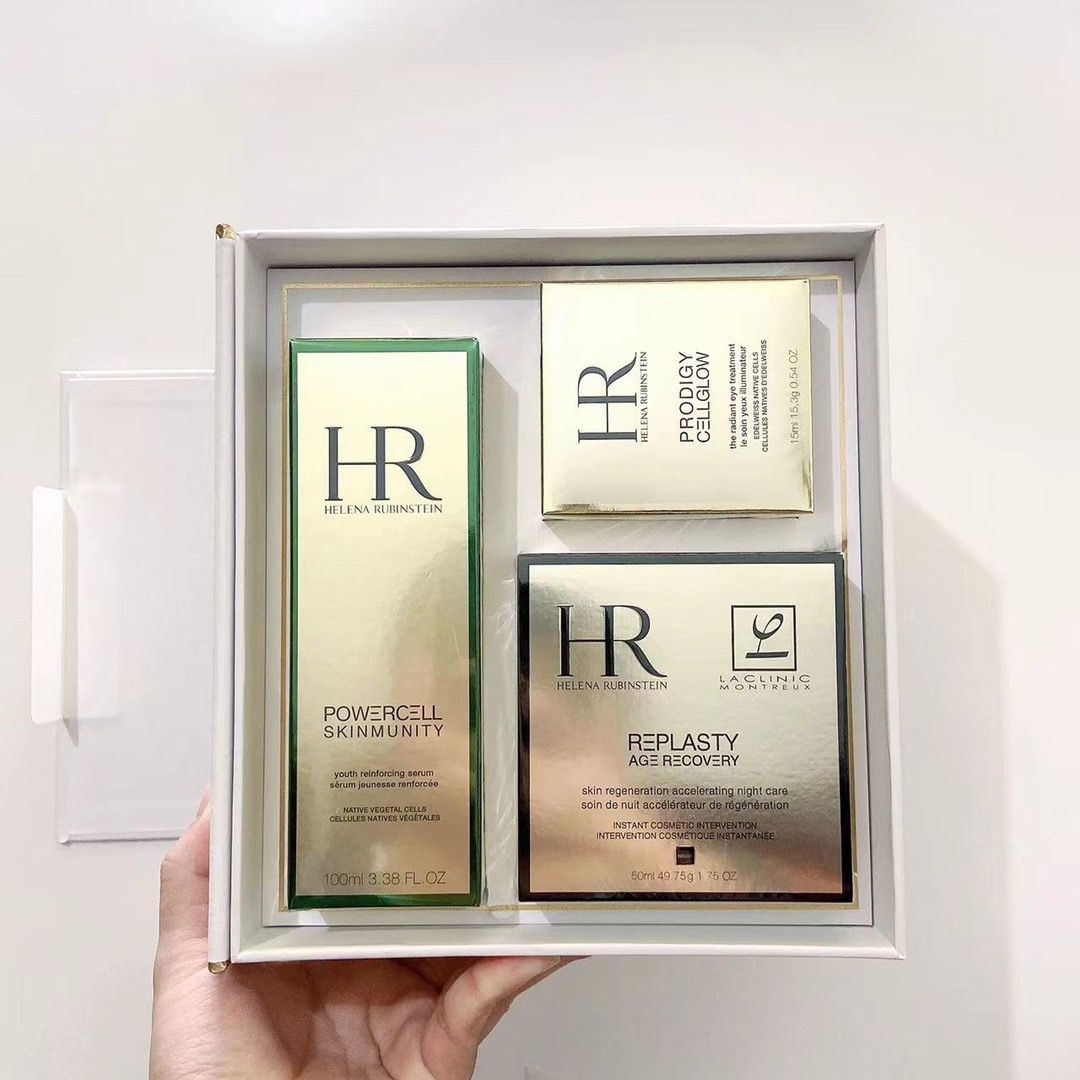 HR
HELENA RUBINSTEIN
POWERCELL
SKINMUNITY
youth reinforcing serum
sérum jeunesse renforcée
NATIVE VEGETAL CELLS
CELLULES NATIVES VÉGÉTALES
100ml 3.38 FL.OZ
HR
HELENA RUBINSTEIN
PRODIGY
CELLGLOW
the radiant eye treatment
le soin yeux illuminateur
EDELWEISS NATIVE CELLS
CELLULES NATIVES D'EDELWEISS
15ml 15.3g 0.54 OZ
HR
HELENA RUBINSTEIN
LACLINIC
MONTREUX
REPLASTY
AGE RECOVERY
skin regeneration accelerating night care
soin de nuit accélérateur de régénération
INSTANT COSMETIC INTERVENTION
INTERVENTION COSMÉTIQUE INSTANTANÉE
50ml 49.75g 1.75 OZ.